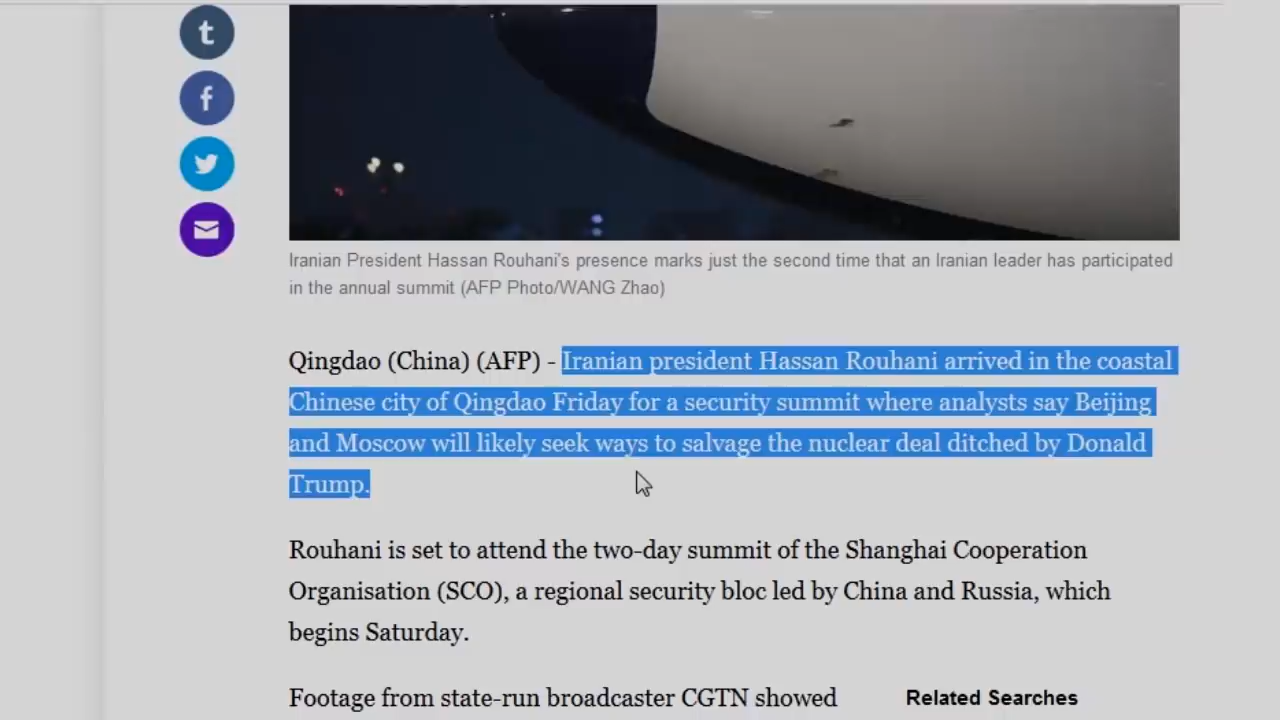 t
f
Iranian President Hassan Rouhani's presence marks just the second time that an Iranian leader has participated
in the annual summit (AFP Photo/WANG Zhao)
Qingdao (China) (AFP) - Iranian president Hassan Rouhani arrived in the coastal
Chinese city of Qingdao Friday for a security summit where analysts say Beijing
and Moscow will likely seek ways to salvage the nuclear deal ditched by Donald
Trump.
Rouhani is set to attend the two-day summit of the Shanghai Cooperation
Organisation (SCO), a regional security bloc led by China and Russia, which
begins Saturday.
Footage from state-run broadcaster CGTN showed
Related Searches